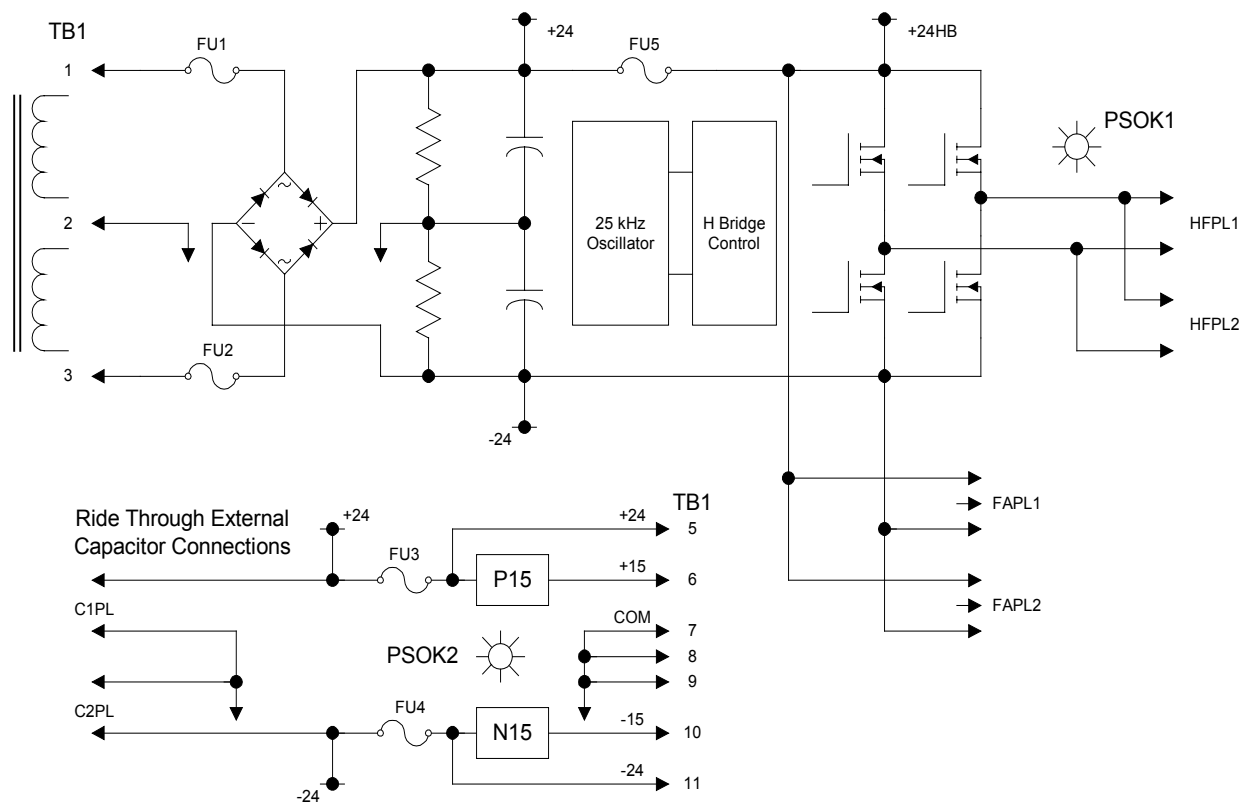 TB1
FU1
+24
FU5
+24HB
1
PSOK1
~
2
-
+
25 kHz
Oscillator
H Bridge
Control
HFPL1
~
HFPL2
FU2
3
-24
Ride Through External
Capacitor Connections
+24
FU3
TB1
+24
5
FAPL1
P15
+15
6
C1PL
COM
7
FAPL2
PSOK2
8
9
C2PL
FU4
N15
-15
10
-24
-24
11